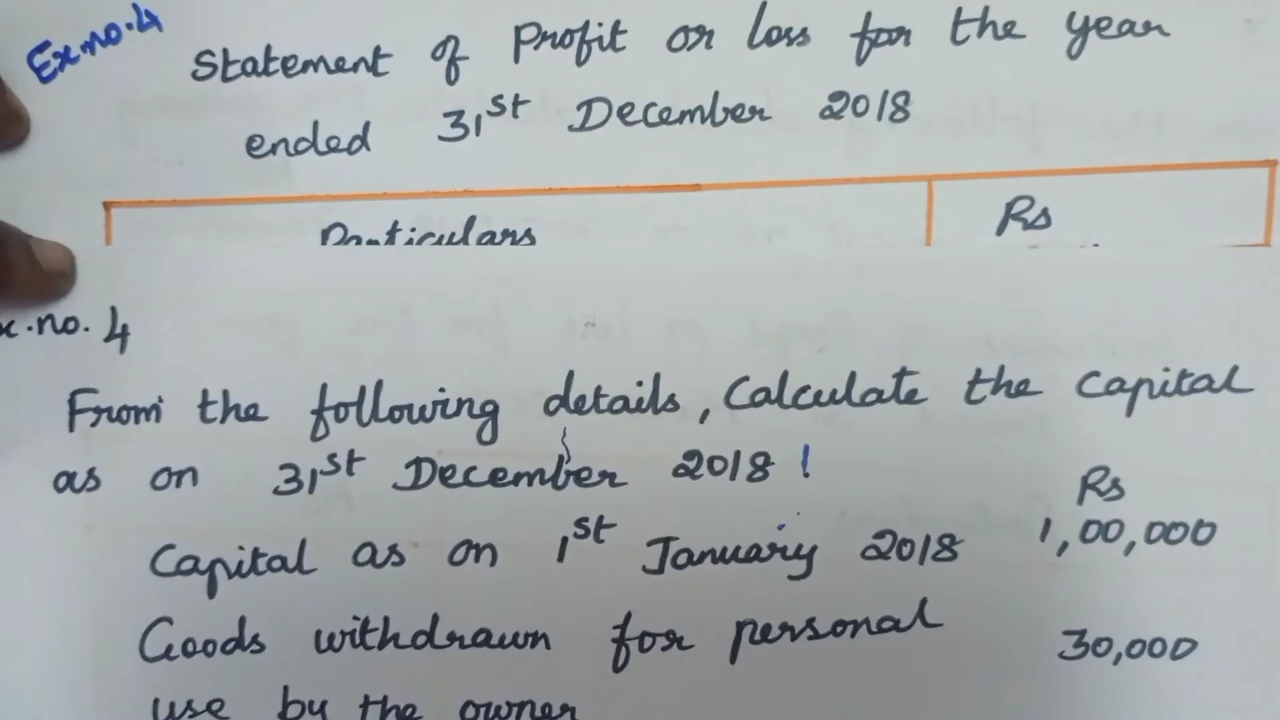 Ex no. 4
Statement of Profit or loss for the year
ended 31st December 2018
Particulars Rs
x.no. 4
From the following details, Calculate the capital
as on 31st December 2018!
Rs
Capital as on 1st January 2018 1,00,000
Goods withdrawn for personal 30,000
use by the owner